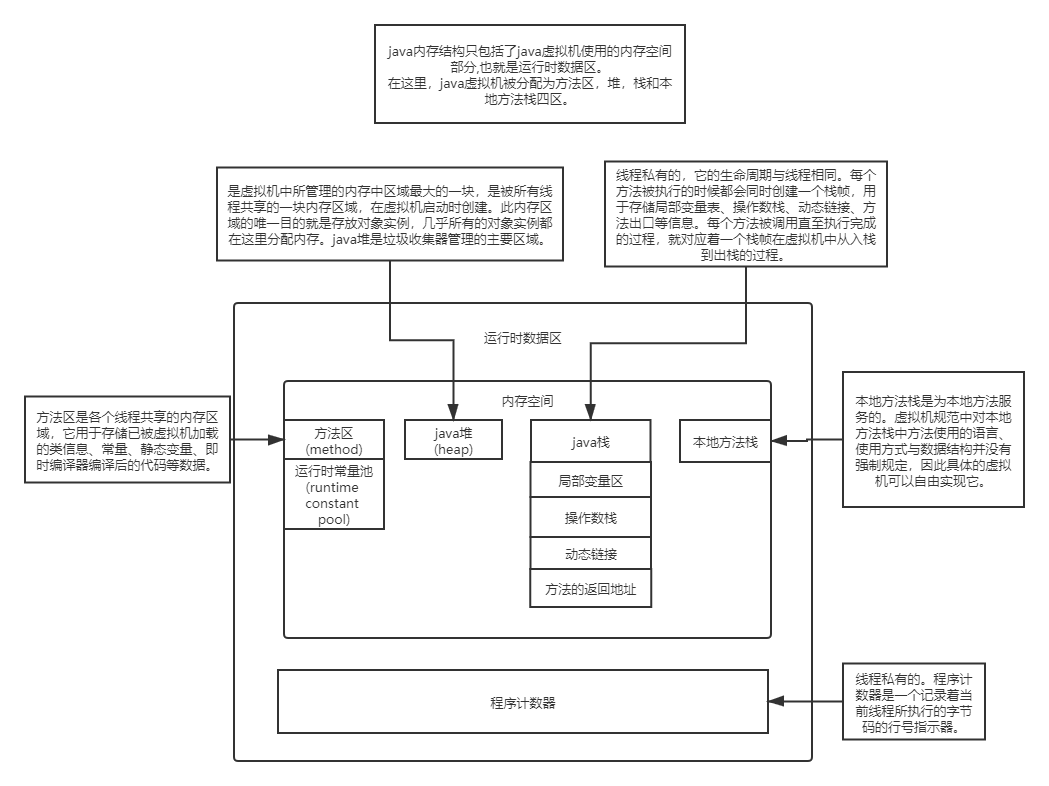 java内存结构只包括了java虚拟机使用的内存空间
部分,也就是运行时数据区。
在这里，java虚拟机被分配为方法区，堆，栈和本
地方法栈四区。
是虚拟机中所管理的内存中区域最大的一块，是被所有线
程共享的一块内存区域，在虚拟机启动时创建。此内存区
域的唯一目的就是存放对象实例，几乎所有的对象实例都
在这里分配内存。java堆是垃圾收集器管理的主要区域。
线程私有的，它的生命周期与线程相同。每个
方法被执行的时候都会同时创建一个栈帧，用
于存储局部变量表、操作数栈、动态链接、方
法出口等信息。每个方法被调用直至执行完成
的过程，就对应着一个栈帧在虚拟机中从入栈
到出栈的过程。
运行时数据区
内存空间
方法区是各个线程共享的内存区
域，它用于存储已被虚拟机加载
的类信息、常量、静态变量、即
时编译器编译后的代码等数据。
方法区
(method)
运行时常量池
(runtime
constant
pool)
java堆
(heap)
java栈
局部变量区
操作数栈
动态链接
方法的返回地址
本地方法栈
本地方法栈是为本地方法服
务的。虚拟机规范中对本地
方法栈中方法使用的语言、
使用方式与数据结构并没有
强制规定，因此具体的虚拟
机可以自由实现它。
程序计数器
线程私有的。程序计
数器是一个记录着当
前线程所执行的字节
码的行号指示器。